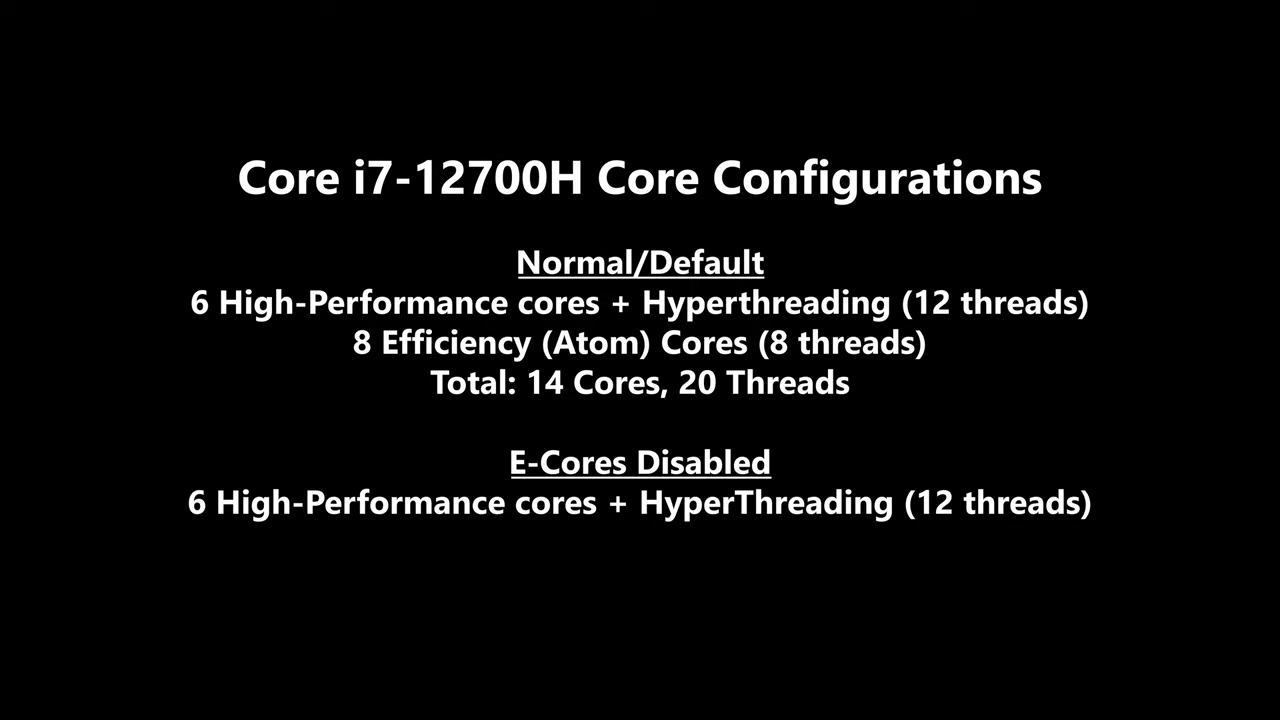 Core i7-12700H Core Configurations
Normal/Default
6 High-Performance cores + Hyperthreading (12 threads)
8 Efficiency (Atom) Cores (8 threads)
Total: 14 Cores, 20 Threads
E-Cores Disabled
6 High-Performance cores + HyperThreading (12 threads)